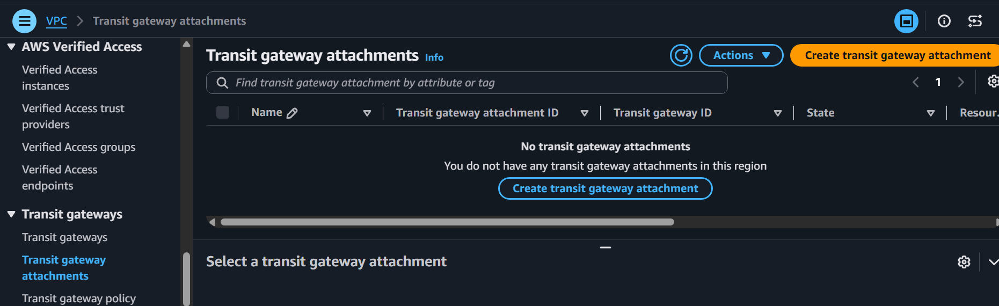 VPC > Transit gateway attachments
AWS Verified Access
Verified Access
instances
Verified Access trust
providers
Verified Access groups
Verified Access
endpoints
Transit gateways
Transit gateways
Transit gateway
attachments
Transit gateway policy
Transit gateway attachments Info
Actions
Create transit gateway attachment
Find transit gateway attachment by attribute or tag
1
Name
Transit gateway attachment ID
Transit gateway ID
State
Resour.
No transit gateway attachments
You do not have any transit gateway attachments in this region
Create transit gateway attachment
Select a transit gateway attachment